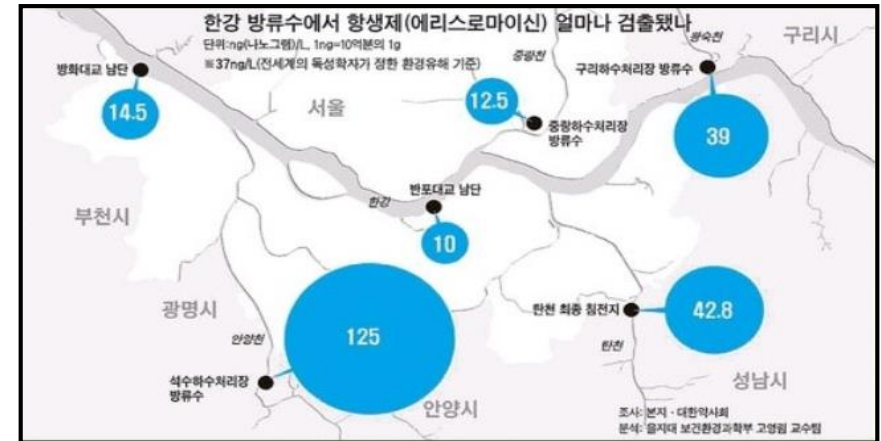 한강 방류수에서 항생제(에리스로마이신) 얼마나 검출됐나
단위:ng(나노그램)/L, 1ng=10억분의 1g
※37ng/L(전세계의 독성학자가 정한 환경유해 기준)
구리시
왕숙천
중랑천
방화대교 남단
14.5
서울
12.5
중랑하수처리장
방류수
구리하수처리장 방류수
39
부천시
한강
반포대교 남단
10
광명시
안양천
125
석수하수처리장
방류수
안양시
탄천 최종 침전지
42.8
탄천
성남시
조사: 본지·대한약사회
분석: 을지대 보건환경과학부 고영림 교수팀